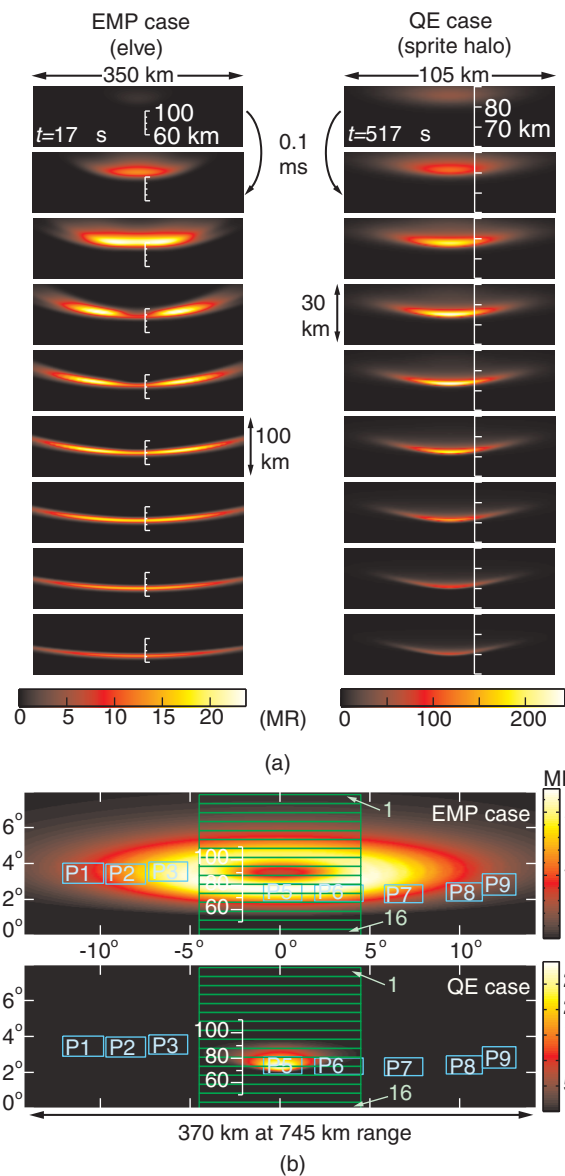 EMP case
(elve)
QE case
(sprite halo)
350 km
105 km
100
60 km
t=17 s
80
70 km
t=517 s
0.1
ms
30
km
100
km
0 5 10 15 20 (MR) 0 100 200
(a)
EMP case
1
6°
4°
2°
0°
100
80
60
P1 P2 P3 P5 P6 P7 P8 P9
16
-10° -5° 0° 5° 10°
QE case
1
6°
4°
2°
0°
100
80
60
P1 P2 P3 P5 P6 P7 P8 P9
16
370 km at 745 km range
(b)